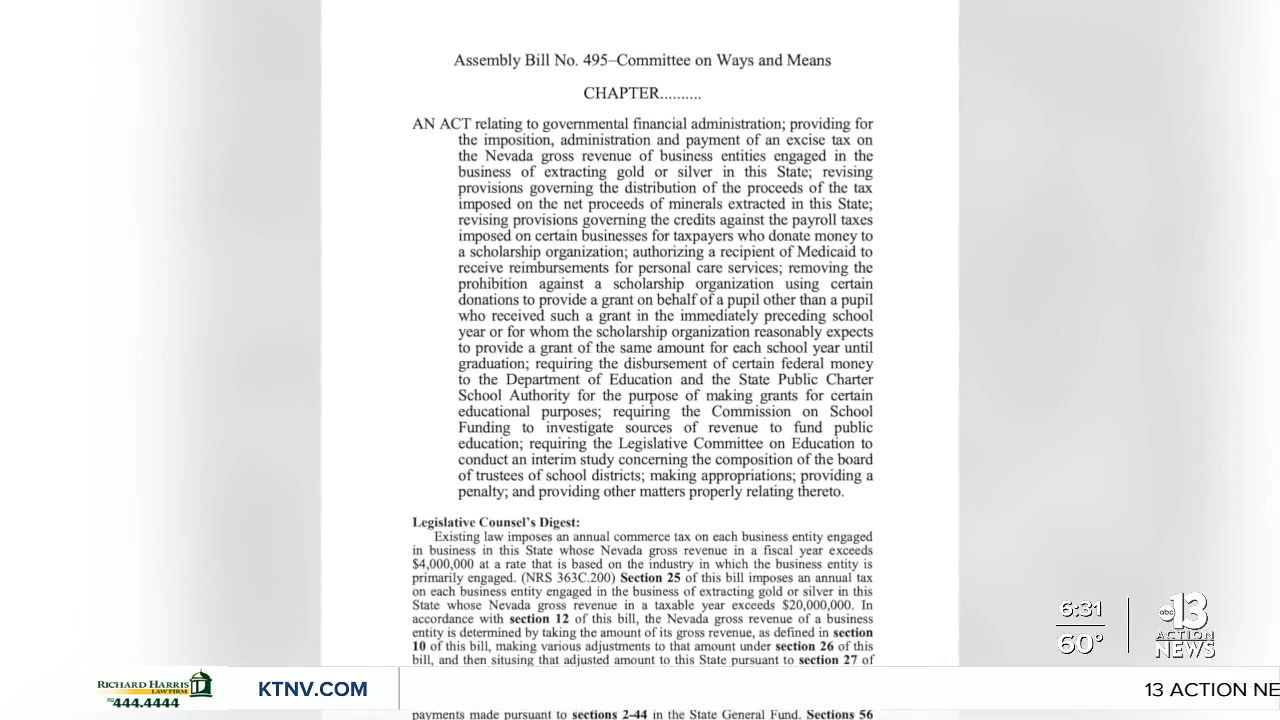 Assembly Bill No. 495–Committee on Ways and Means
CHAPTER..........
AN ACT relating to governmental financial administration; providing for
the imposition, administration and payment of an excise tax on
the Nevada gross revenue of business entities engaged in the
business of extracting gold or silver in this State; revising
provisions governing the distribution of the proceeds of the tax
imposed on the net proceeds of minerals extracted in this State;
revising provisions governing the credits against the payroll taxes
imposed on certain businesses for taxpayers who donate money to
a scholarship organization; authorizing a recipient of Medicaid to
receive reimbursements for personal care services; removing the
prohibition against a scholarship organization using certain
donations to provide a grant on behalf of a pupil other than a pupil
who received such a grant in the immediately preceding school
year or for whom the scholarship organization reasonably expects
to provide a grant of the same amount for each school year until
graduation; requiring the disbursement of certain federal money
to the Department of Education and the State Public Charter
School Authority for the purpose of making grants for certain
educational purposes; requiring the Commission on School
Funding to investigate sources of revenue to fund public
education; requiring the Legislative Committee on Education to
conduct an interim study concerning the composition of the board
of trustees of school districts; making appropriations; providing a
penalty; and providing other matters properly relating thereto.
Legislative Counsel's Digest:
Existing law imposes an annual commerce tax on each business entity engaged
in business in this State whose Nevada gross revenue in a fiscal year exceeds
$4,000,000 at a rate that is based on the industry in which the business entity is
primarily engaged. (NRS 363C.200) Section 25 of this bill imposes an annual tax
on each business entity engaged in the business of extracting gold or silver in this
State whose Nevada gross revenue in a taxable year exceeds $20,000,000. In
accordance with section 12 of this bill, the Nevada gross revenue of a business
entity is determined by taking the amount of its gross revenue, as defined in section
10 of this bill, making various adjustments to that amount under section 26 of this
bill, and then situsing that adjusted amount to this State pursuant to section 27 of
payments made pursuant to sections 2-44 in the State General Fund. Sections 56
6:31
60°
abc 13
ACTION
NEWS
RICHARD HARRIS
LAW FIRM
702 444.4444
KTNV.COM
13 ACTION NE